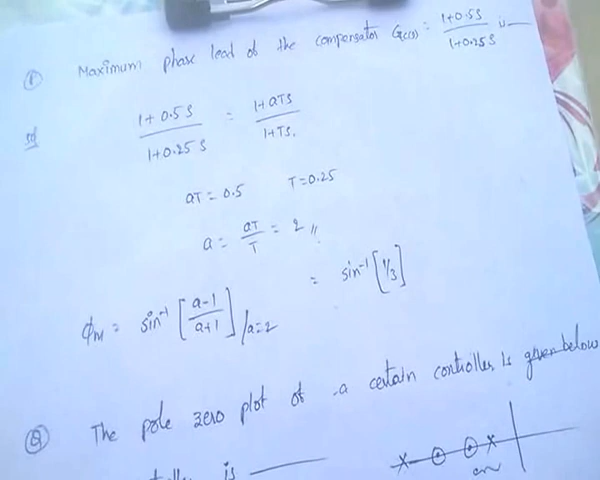 ① Maximum phase lead of the compensator Gc(s) = (1+0.5S)/(1+0.25S) is —
Sol
(1+0.5S)/(1+0.25S) = (1+aTS)/(1+TS)
aT = 0.5 T = 0.25
a = aT/T = 2 //
ϕm = sin⁻¹[(a-1)/(a+1)] /a=2 = sin⁻¹[1/3]
② The pole zero plot of a certain controller is given below
is —